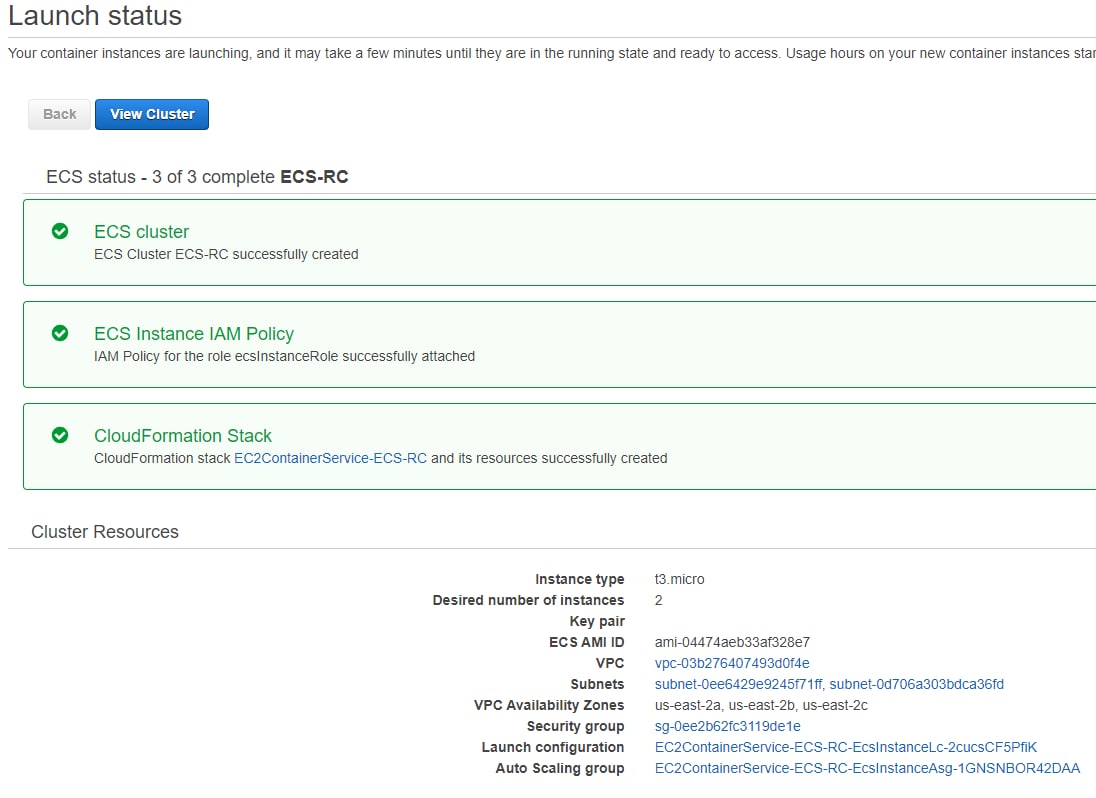 Launch status
Your container instances are launching, and it may take a few minutes until they are in the running state and ready to access. Usage hours on your new container instances
Back View Cluster
ECS status - 3 of 3 complete ECS-RC
ECS cluster
ECS Cluster ECS-RC successfully created
ECS Instance IAM Policy
IAM Policy for the role ecsInstanceRole successfully attached
CloudFormation Stack
CloudFormation stack EC2ContainerService-ECS-RC and its resources successfully created
Cluster Resources
Instance type t3.micro
Desired number of instances 2
Key pair
ECS AMI ID ami-04474aeb33af328e7
VPC vpc-03b276407493d0f4e
Subnets subnet-0ee6429e9245f71ff, subnet-0d706a303bdca36fd
VPC Availability Zones us-east-2a, us-east-2b, us-east-2c
Security group sg-0ee2b62fc3119de1e
Launch configuration EC2ContainerService-ECS-RC-EcsInstanceLc-2cucsCF5PfiK
Auto Scaling group EC2ContainerService-ECS-RC-EcsInstanceAsg-1GNSNBOR42DAA